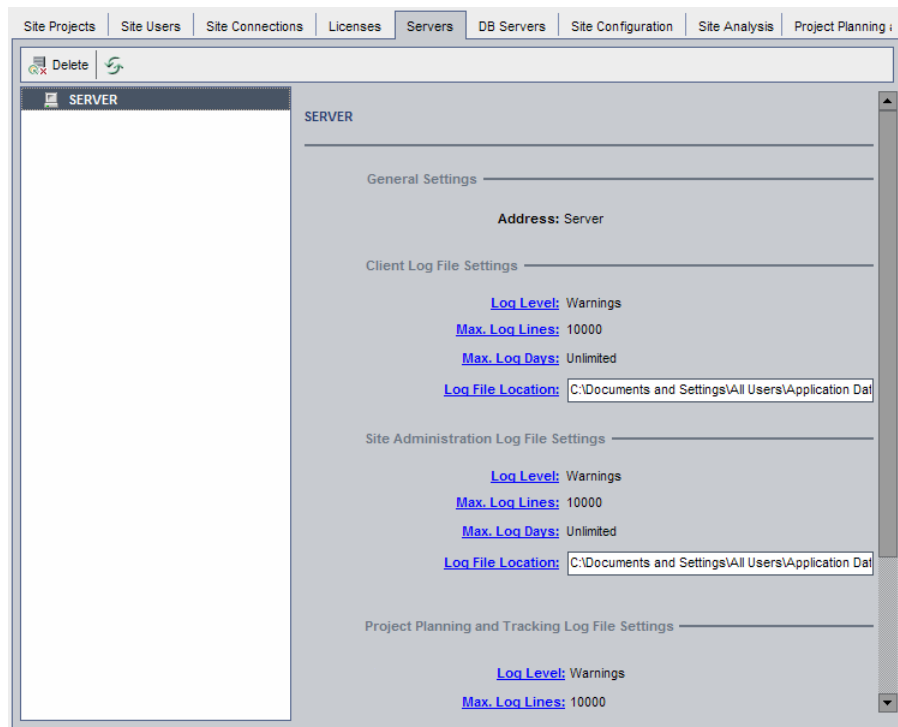 Site Projects Site Users Site Connections Licenses Servers DB Servers Site Configuration Site Analysis Project Planning
Delete
SERVER
SERVER
General Settings
Address: Server
Client Log File Settings
Log Level: Warnings
Max. Log Lines: 10000
Max. Log Days: Unlimited
Log File Location: C:\Documents and Settings\All Users\Application Dat
Site Administration Log File Settings
Log Level: Warnings
Max. Log Lines: 10000
Max. Log Days: Unlimited
Log File Location: C:\Documents and Settings\All Users\Application Dat
Project Planning and Tracking Log File Settings
Log Level: Warnings
Max. Log Lines: 10000